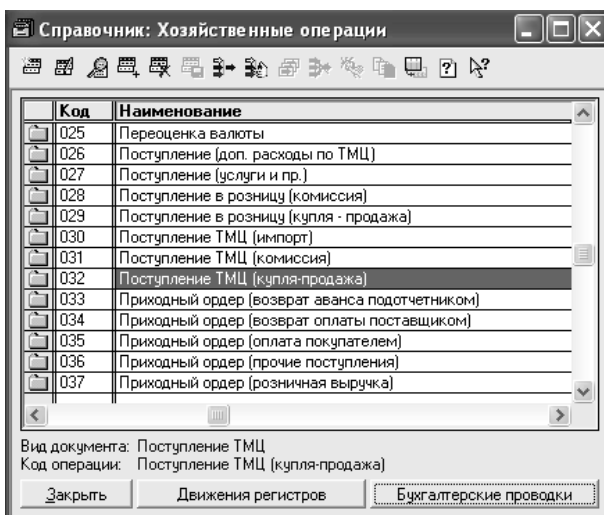 Справочник: Хозяйственные операции
Код Наименование
025 Переоценка валюты
026 Поступление (доп. расходы по ТМЦ)
027 Поступление (услуги и пр.)
028 Поступление в розницу (комиссия)
029 Поступление в розницу (купля - продажа)
030 Поступление ТМЦ (импорт)
031 Поступление ТМЦ (комиссия)
032 Поступление ТМЦ (купля-продажа)
033 Приходный ордер (возврат аванса подотчетником)
034 Приходный ордер (возврат оплаты поставщиком)
035 Приходный ордер (оплата покупателем)
036 Приходный ордер (прочие поступления)
037 Приходный ордер (розничная выручка)
Вид документа: Поступление ТМЦ
Код операции: Поступление ТМЦ (купля-продажа)
Закрыть Движения регистров Бухгалтерские проводки